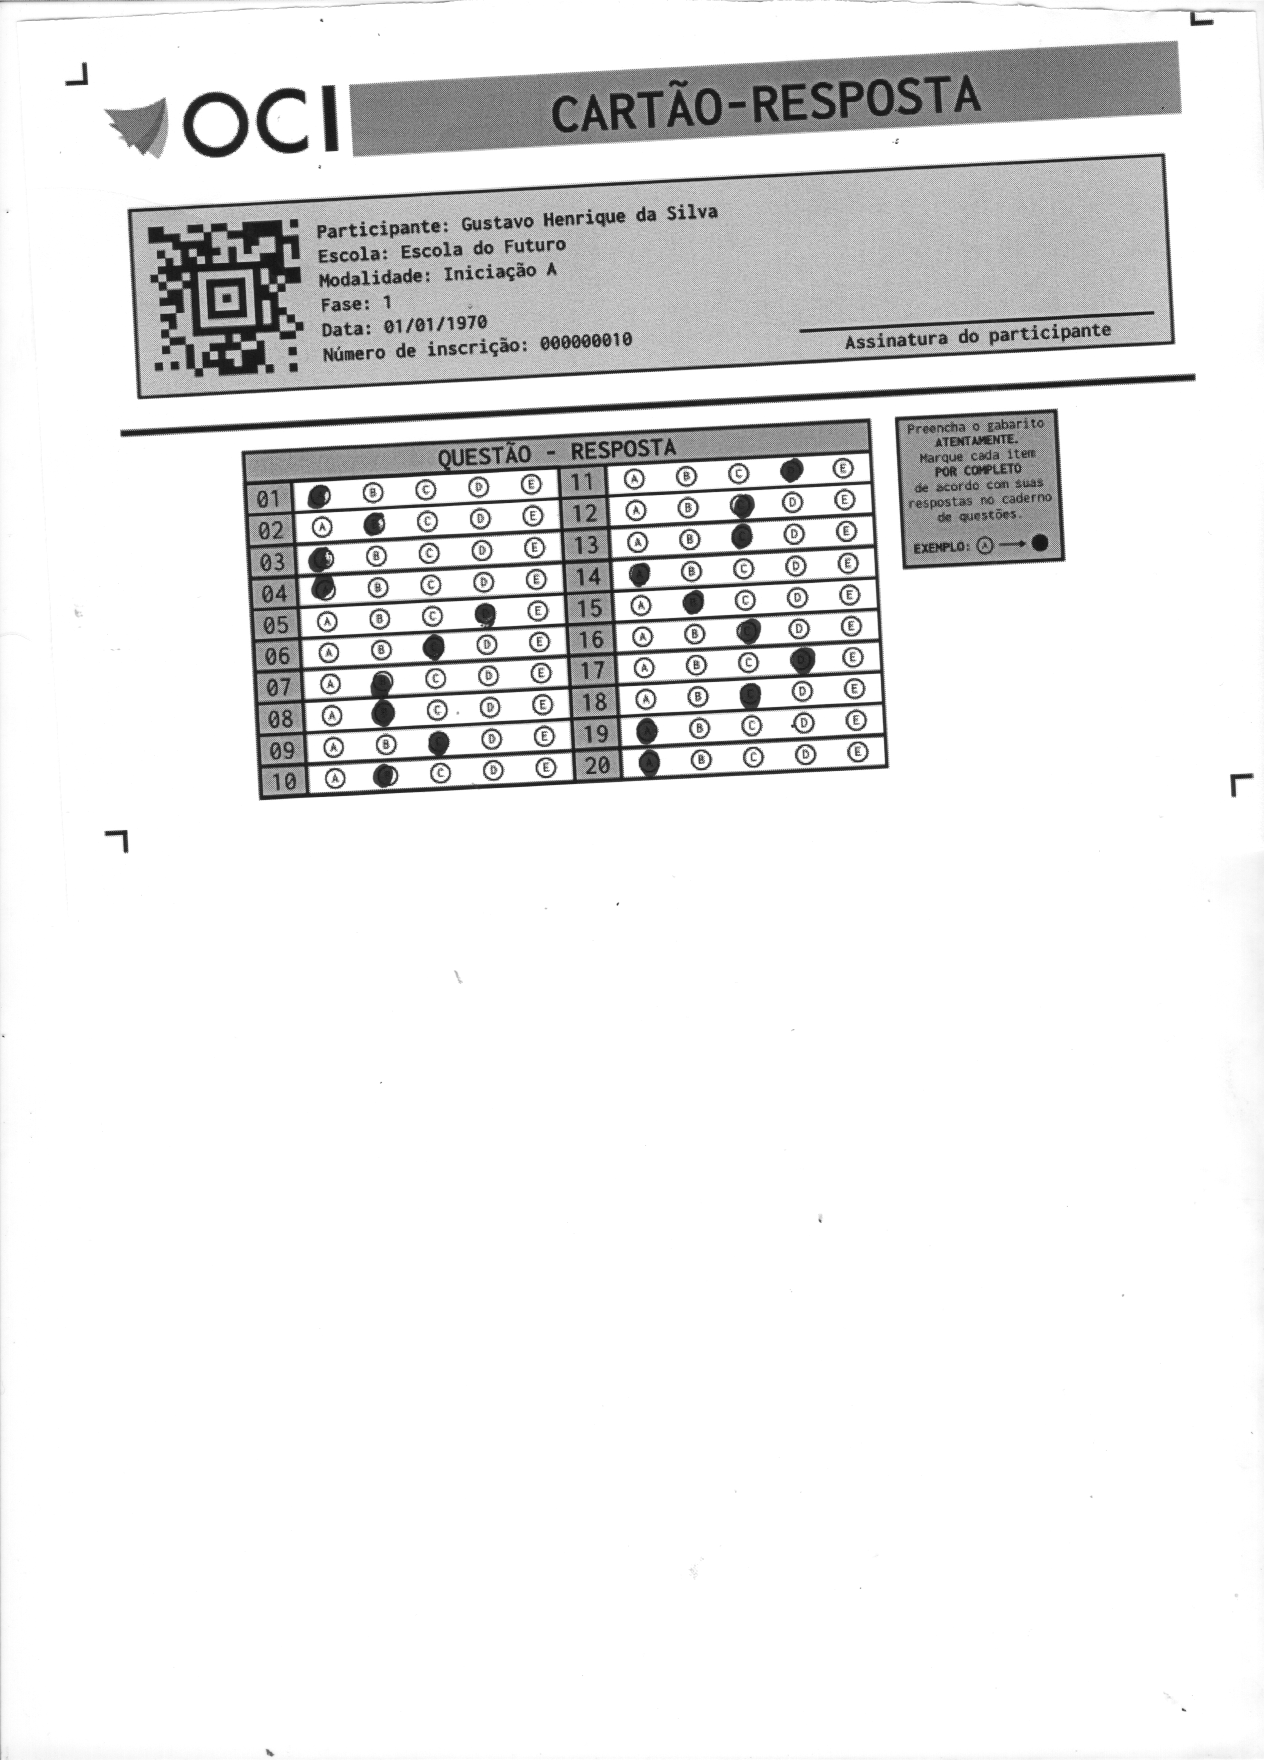 OCI
CARTÃO-RESPOSTA
Participante: Gustavo Henrique da Silva
Escola: Escola do Futuro
Modalidade: Iniciação A
Fase: 1
Data: 01/01/1970
Número de inscrição: 000000010
Assinatura do participante
QUESTÃO - RESPOSTA
01 B C D E
02 A C D E
03 B C D E
04 B C D E
05 A B C E
06 A B D E
07 A C D E
08 A C D E
09 A B D E
10 A C D E
11 A B C D E
12 A B D E
13 A B C D E
14 A B C D E
15 A B C D E
16 A B C D E
17 A B C D E
18 A B C D E
19 A B C D E
20 A B C D E
Preencha o gabarito
ATENTAMENTE.
Marque cada item
POR COMPLETO
de acordo com suas
respostas no caderno
de questões.
EXEMPLO: A